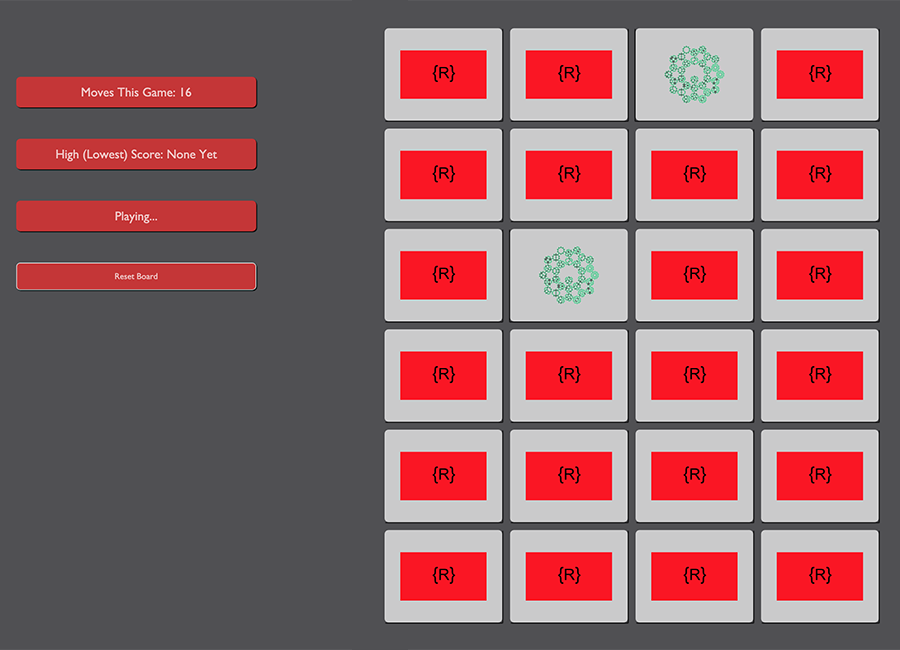 Moves This Game: 16
High (Lowest) Score: None Yet
Playing...
Reset Board
{R} {R} {R}
{R} {R} {R} {R}
{R} {R} {R}
{R} {R} {R} {R}
{R} {R} {R} {R}
{R} {R} {R} {R}